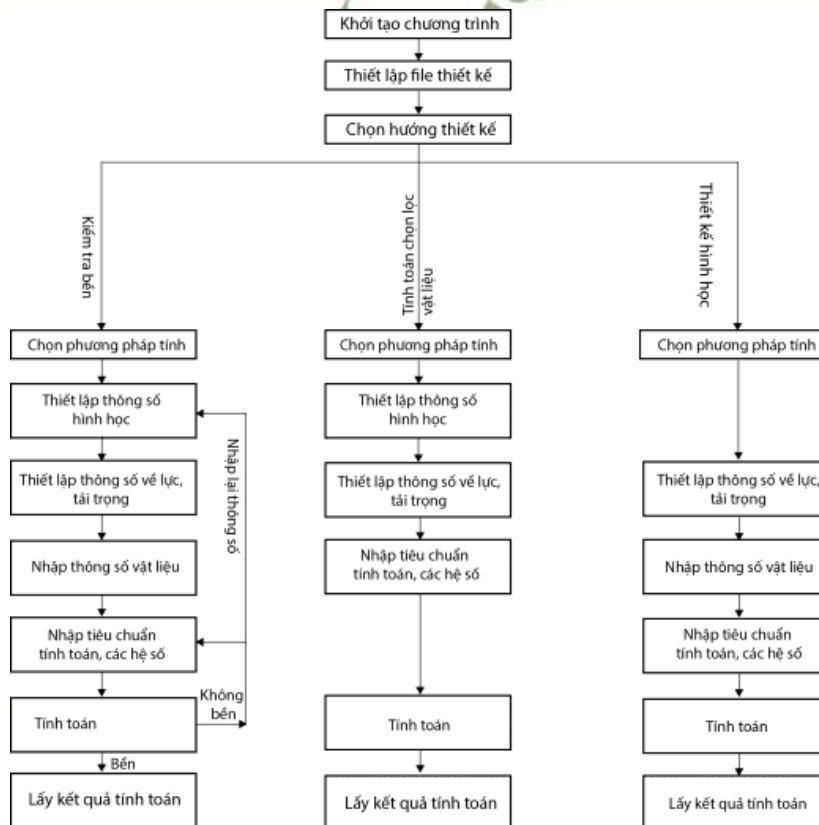 Khởi tạo chương trình
Thiết lập file thiết kế
Chọn hướng thiết kế
Kiểm tra bền
Tính toán chọn lọc
vật liệu
Thiết kế hình học
Chọn phương pháp tính
Thiết lập thông số
hình học
Thiết lập thông số về lực,
tải trọng
Nhập thông số vật liệu
Nhập tiêu chuẩn
tính toán, các hệ số
Tính toán
Không
bền
Nhập lại thông số
Bền
Lấy kết quả tính toán
Chọn phương pháp tính
Thiết lập thông số
hình học
Thiết lập thông số về lực,
tải trọng
Nhập tiêu chuẩn
tính toán, các hệ số
Tính toán
Lấy kết quả tính toán
Chọn phương pháp tính
Thiết lập thông số về lực,
tải trọng
Nhập thông số vật liệu
Nhập tiêu chuẩn
tính toán, các hệ số
Tính toán
Lấy kết quả tính toán